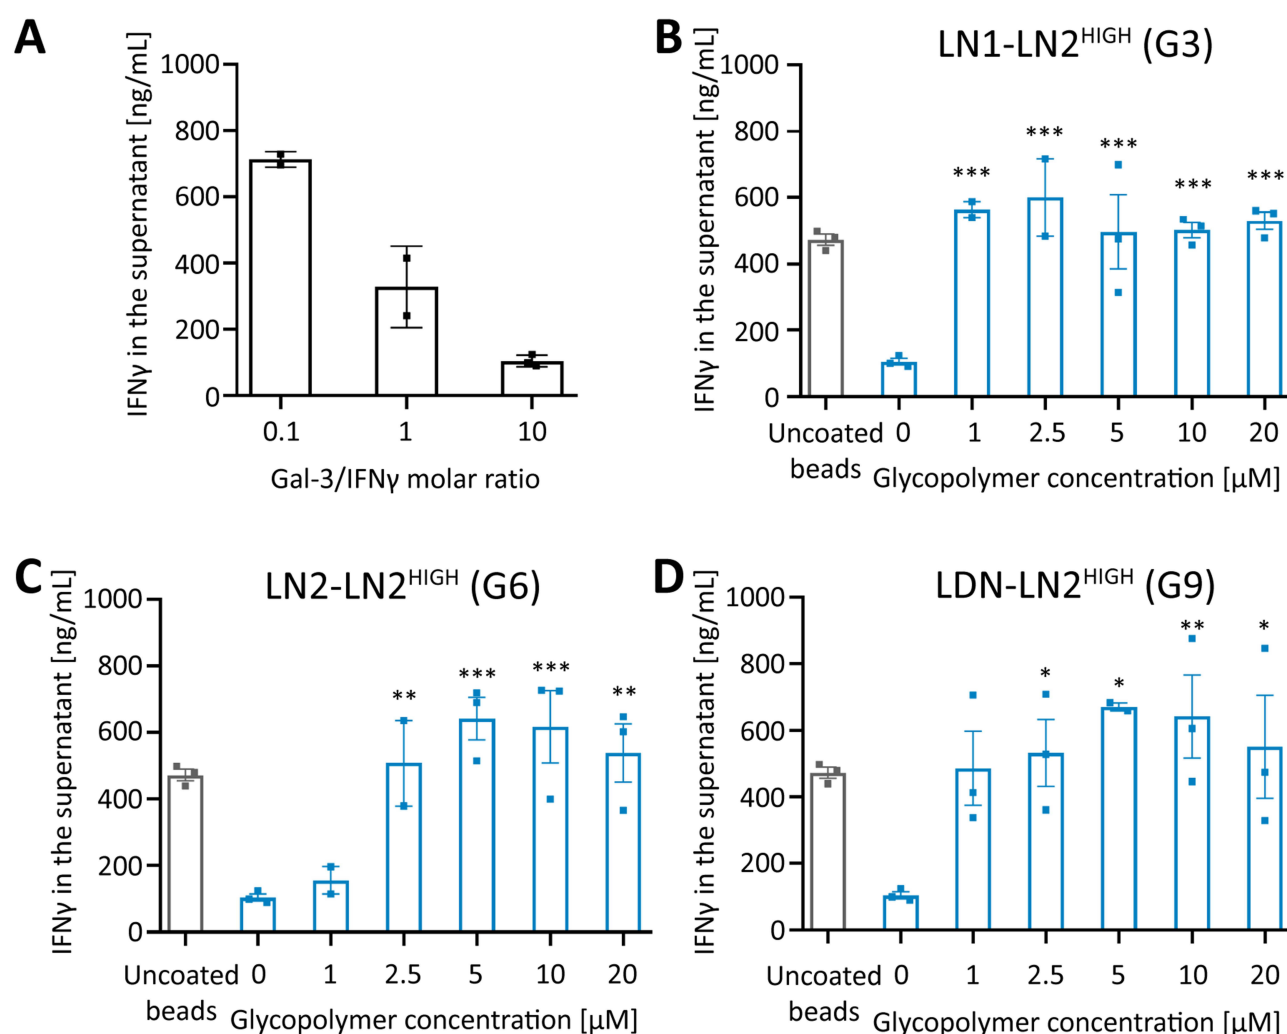 A
IFNγ in the supernatant [ng/mL]
1000
800
600
400
200
0
0.1 1 10
Gal-3/IFNγ molar ratio
B
LN1-LN2HIGH (G3)
IFNγ in the supernatant [ng/mL]
1000
800
600
400
200
0
*** *** *** *** ***
Uncoated beads 0 1 2.5 5 10 20
Glycopolymer concentration [µM]
C
LN2-LN2HIGH (G6)
IFNγ in the supernatant [ng/mL]
1000
800
600
400
200
0
** *** *** **
Uncoated beads 0 1 2.5 5 10 20
Glycopolymer concentration [µM]
D
LDN-LN2HIGH (G9)
IFNγ in the supernatant [ng/mL]
1000
800
600
400
200
0
* * ** *
Uncoated beads 0 1 2.5 5 10 20
Glycopolymer concentration [µM]